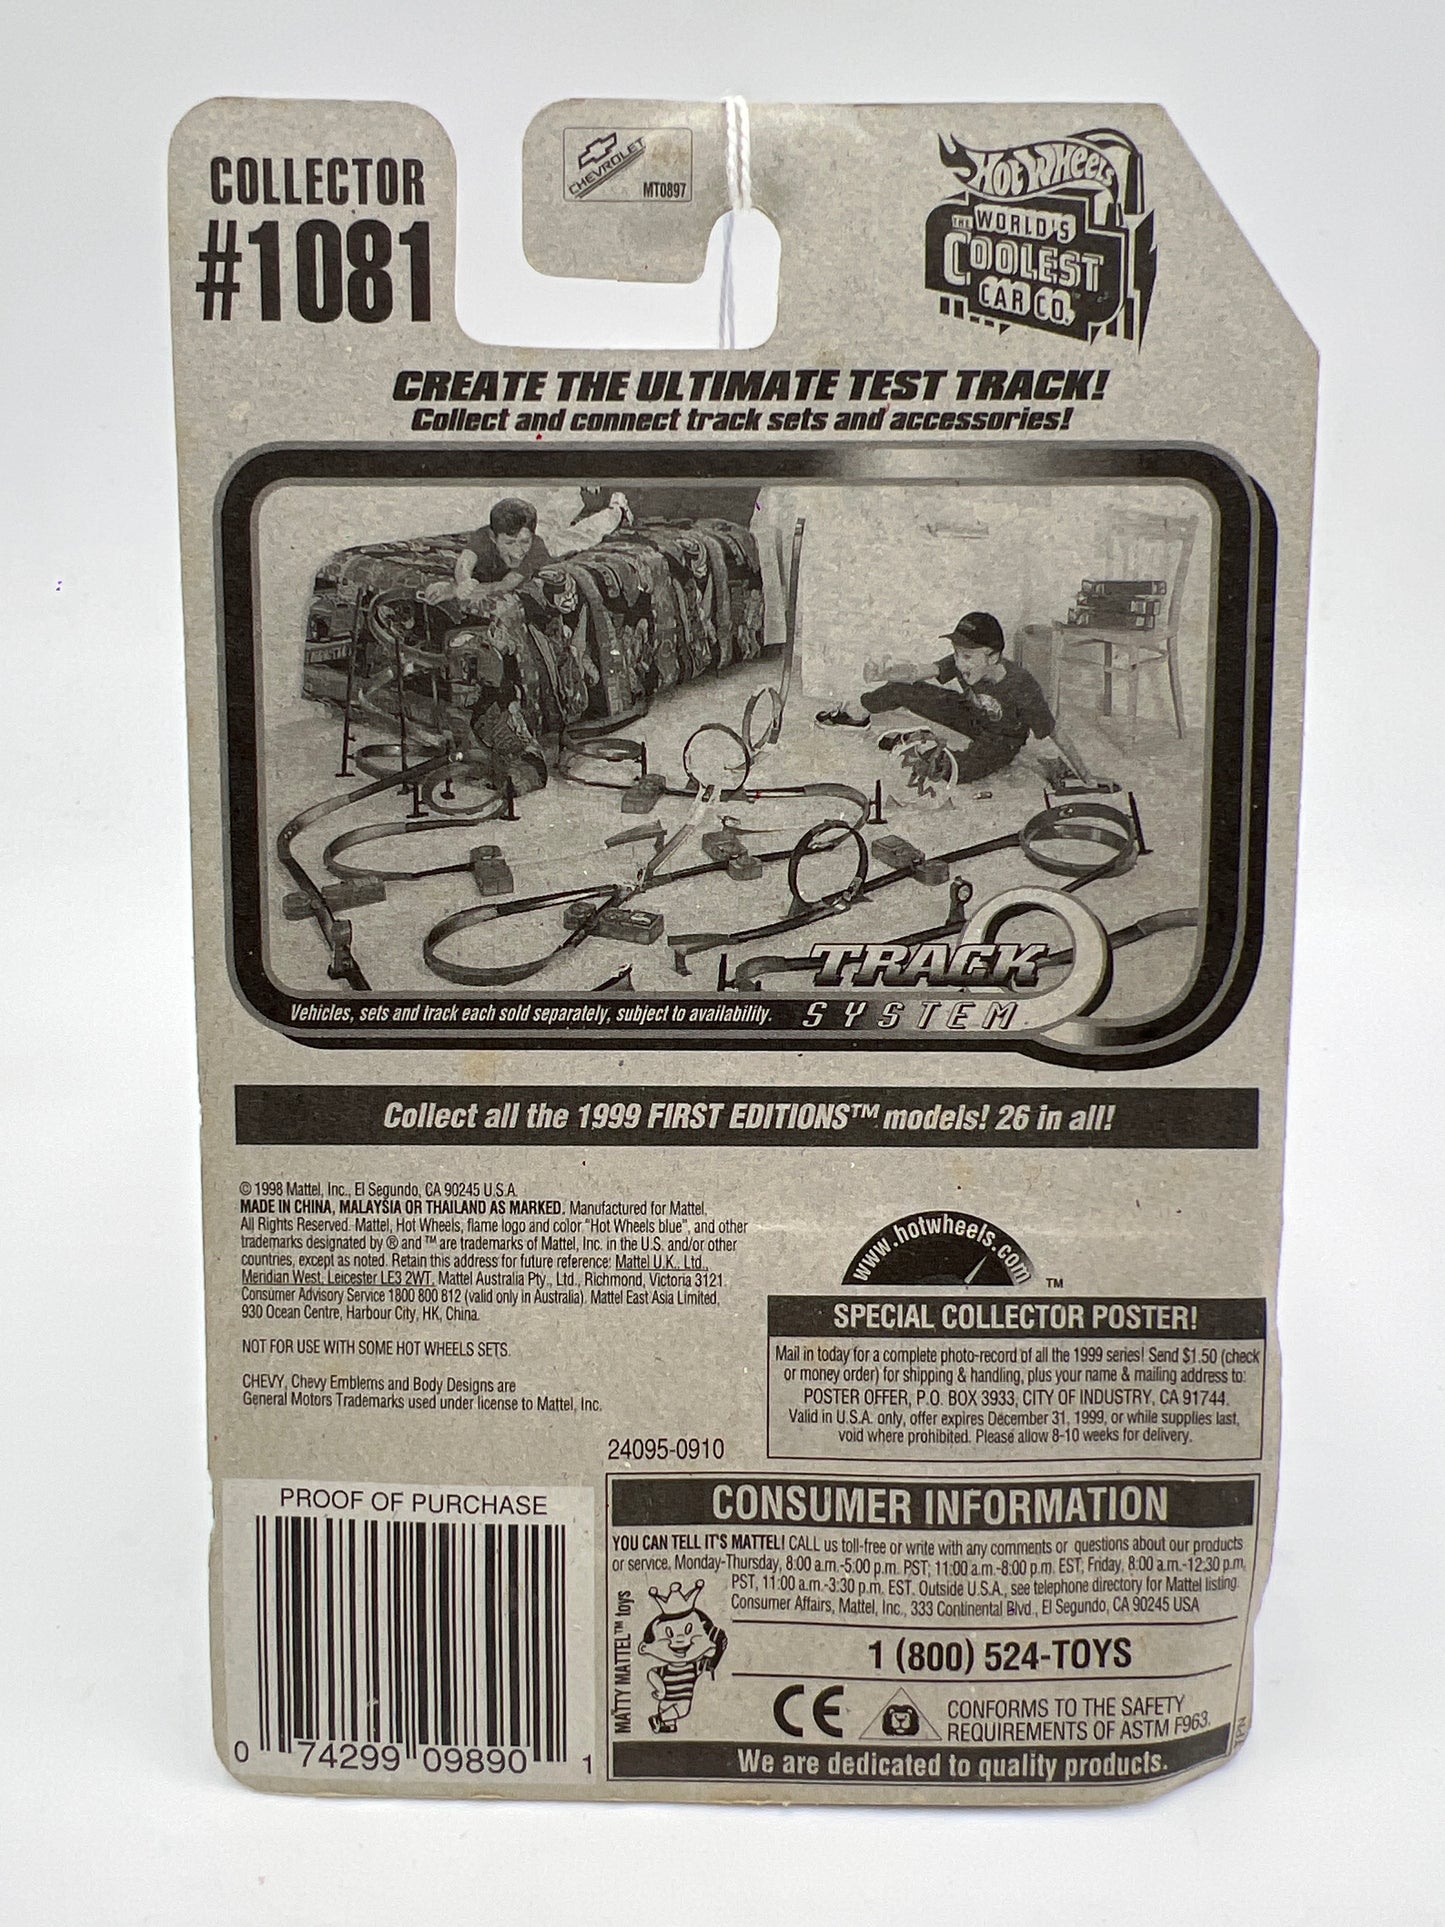 COLLECTOR
#1081
CHEVROLET
MT0897
HOT WHEELS
THE WORLD'S
COOLEST
CAR CO.™
CREATE THE ULTIMATE TEST TRACK!
Collect and connect track sets and accessories!
TRACK
SYSTEM
Vehicles, sets and track each sold separately, subject to availability.
Collect all the 1999 FIRST EDITIONS™ models! 26 in all!
© 1998 Mattel, Inc., El Segundo, CA 90245 U.S.A.
MADE IN CHINA, MALAYSIA OR THAILAND AS MARKED. Manufactured for Mattel,
All Rights Reserved. Mattel, Hot Wheels, flame logo and color "Hot Wheels blue", and other
trademarks designated by ® and ™ are trademarks of Mattel, Inc. in the U.S. and/or other
countries, except as noted. Retain this address for future reference: Mattel U.K., Ltd.,
Meridian West, Leicester LE3 2WT. Mattel Australia Pty., Ltd., Richmond, Victoria 3121.
Consumer Advisory Service 1800 800 812 (valid only in Australia). Mattel East Asia Limited,
930 Ocean Centre, Harbour City, HK, China.
NOT FOR USE WITH SOME HOT WHEELS SETS.
CHEVY, Chevy Emblems and Body Designs are
General Motors Trademarks used under license to Mattel, Inc.
24095-0910
www.hotwheels.com ™
SPECIAL COLLECTOR POSTER!
Mail in today for a complete photo-record of all the 1999 series! Send $1.50 (check
or money order) for shipping & handling, plus your name & mailing address to:
POSTER OFFER, P.O. BOX 3933, CITY OF INDUSTRY, CA 91744.
Valid in U.S.A. only, offer expires December 31, 1999, or while supplies last,
void where prohibited. Please allow 8-10 weeks for delivery.
PROOF OF PURCHASE
0 74299 09890 1
CONSUMER INFORMATION
YOU CAN TELL IT'S MATTEL! CALL us toll-free or write with any comments or questions about our products
or service. Monday-Thursday, 8:00 a.m.-5:00 p.m. PST; 11:00 a.m.-8:00 p.m. EST; Friday, 8:00 a.m.-12:30 p.m.
PST, 11:00 a.m.-3:30 p.m. EST. Outside U.S.A., see telephone directory for Mattel listing.
Consumer Affairs, Mattel, Inc., 333 Continental Blvd., El Segundo, CA 90245 USA
MATTY MATTEL™ toys
1 (800) 524-TOYS
CE
CONFORMS TO THE SAFETY
REQUIREMENTS OF ASTM F963.
TPN
We are dedicated to quality products.